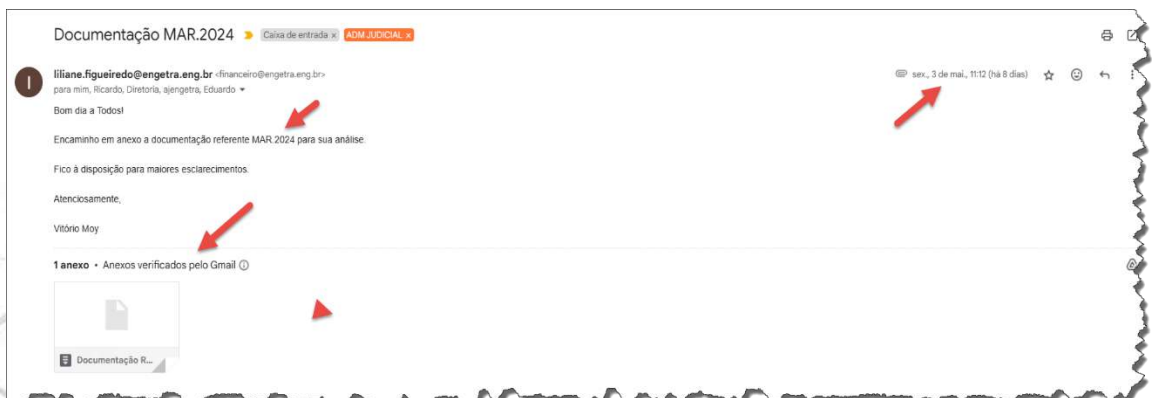 Documentação MAR.2024 Caixa de entrada x ADM JUDICIAL x
liliane.figueiredo@engetra.eng.br <financeiro@engetra.eng.br> sex., 3 de mai., 11:12 (há 8 dias)
I
para mim, Ricardo, Diretoria, ajengetra, Eduardo
Bom dia a Todos!
Encaminho em anexo a documentação referente MAR.2024 para sua análise.
Fico à disposição para maiores esclarecimentos.
Atenciosamente,
Vitório Moy
1 anexo • Anexos verificados pelo Gmail
Documentação R...